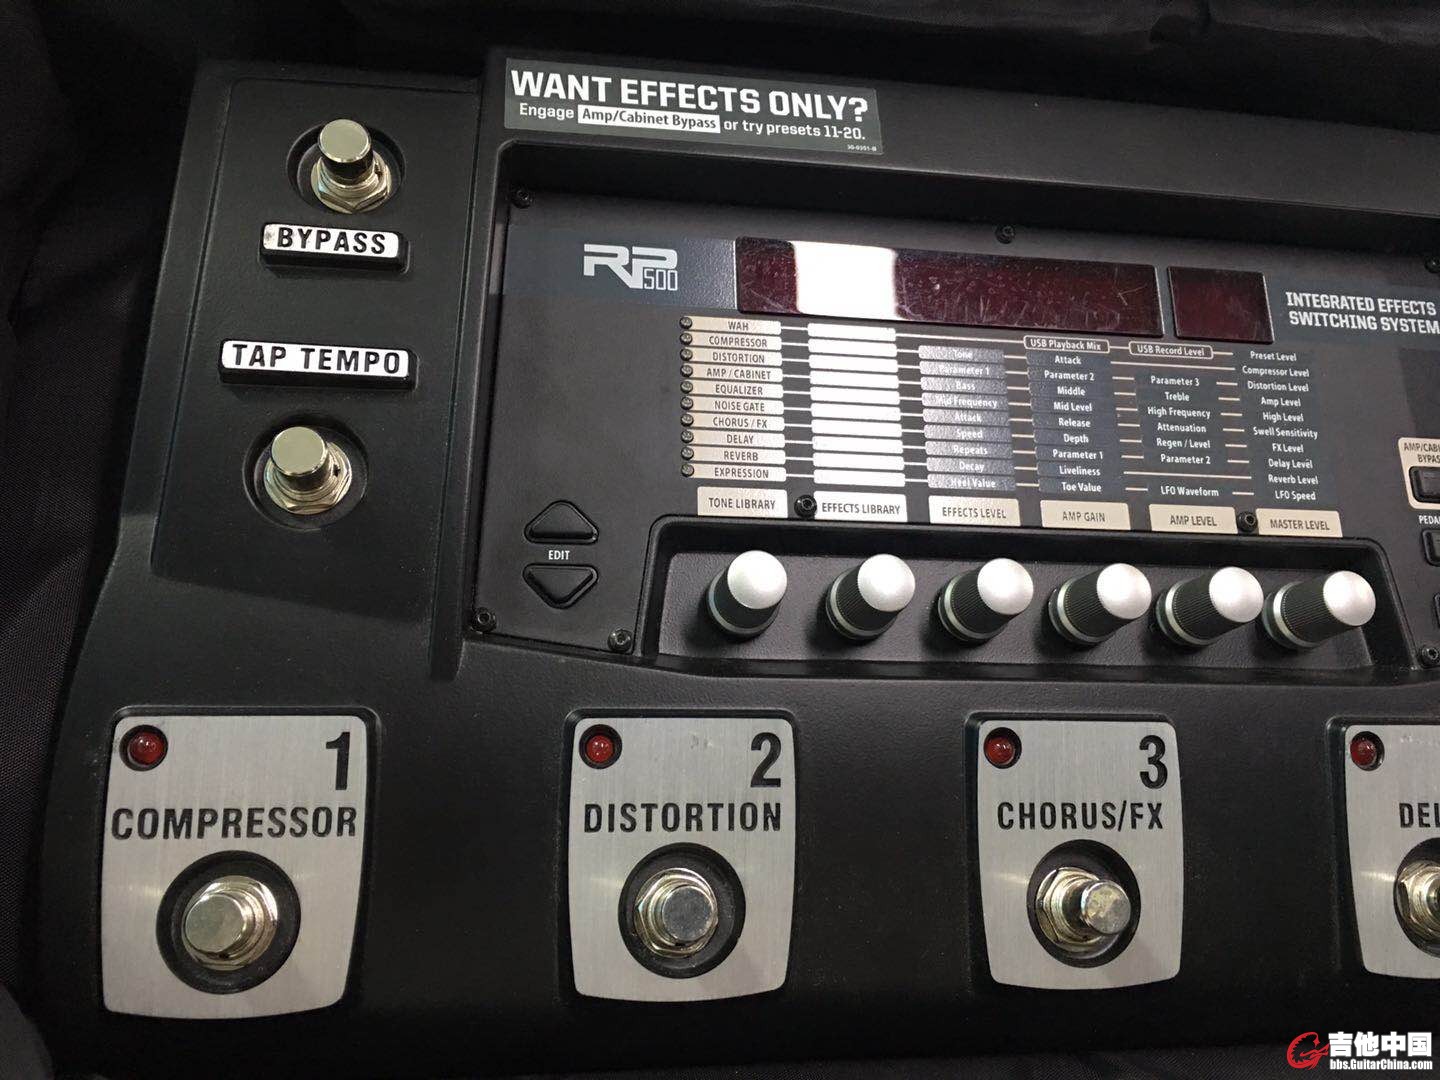 WANT EFFECTS ONLY?
Engage Amp/Cabinet Bypass or try presets 11-20.
BYPASS
TAP TEMPO
RP500
INTEGRATED EFFECTS
SWITCHING SYSTEM
USB Playback Mix USB Record Level
WAH Preset Level
COMPRESSOR Tone Attack Compressor Level
DISTORTION Parameter 1 Parameter 2 Parameter 3 Distortion Level
AMP / CABINET Bass Middle Treble Amp Level
EQUALIZER Mid Frequency Mid Level High Frequency High Level
NOISE GATE Attack Release Attenuation Swell Sensitivity
CHORUS / FX Speed Depth Regen / Level FX Level
DELAY Repeats Parameter 1 Parameter 2 Delay Level
REVERB Decay Liveliness Reverb Level
EXPRESSION Heel Value Toe Value LFO Waveform LFO Speed
TONE LIBRARY EFFECTS LIBRARY EFFECTS LEVEL AMP GAIN AMP LEVEL MASTER LEVEL
EDIT
1
COMPRESSOR
2
DISTORTION
3
CHORUS/FX
吉他中国
bbs.GuitarChina.com